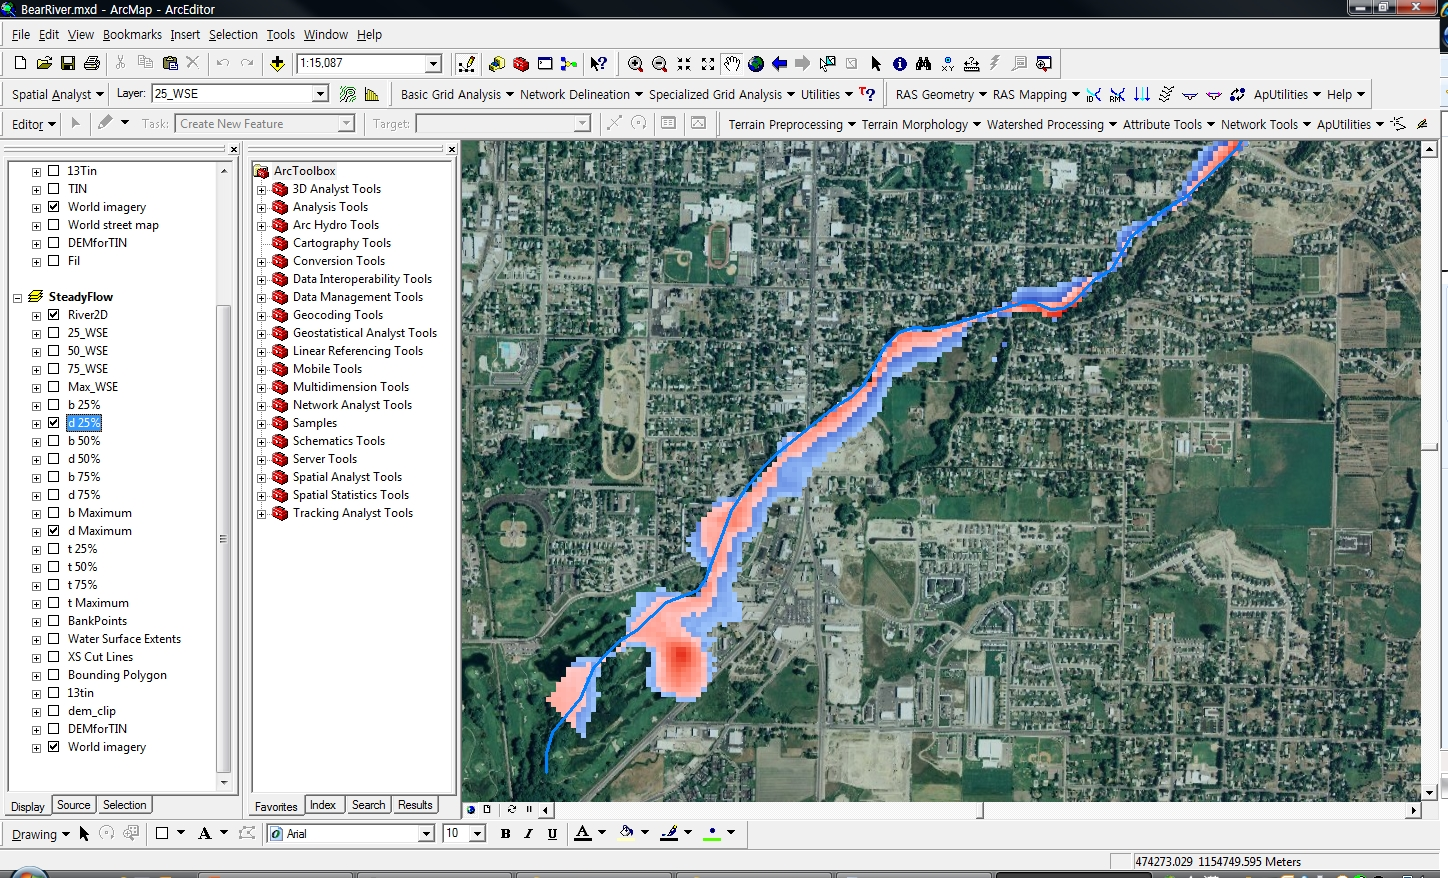 BearRiver.mxd - ArcMap - ArcEditor
File Edit View Bookmarks Insert Selection Tools Window Help
1:15,087
Spatial Analyst Layer: 25_WSE Basic Grid Analysis Network Delineation Specialized Grid Analysis Utilities T? RAS Geometry RAS Mapping ID RM XS ApUtilities Help
Editor Task: Create New Feature Target: Terrain Preprocessing Terrain Morphology Watershed Processing Attribute Tools Network Tools ApUtilities
13Tin
TIN
World imagery
World street map
DEMforTIN
Fil
SteadyFlow
River2D
25_WSE
50_WSE
75_WSE
Max_WSE
b 25%
d 25%
b 50%
d 50%
b 75%
d 75%
b Maximum
d Maximum
t 25%
t 50%
t 75%
t Maximum
BankPoints
Water Surface Extents
XS Cut Lines
Bounding Polygon
13tin
dem_clip
DEMforTIN
World imagery
Display Source Selection
ArcToolbox
3D Analyst Tools
Analysis Tools
Arc Hydro Tools
Cartography Tools
Conversion Tools
Data Interoperability Tools
Data Management Tools
Geocoding Tools
Geostatistical Analyst Tools
Linear Referencing Tools
Mobile Tools
Multidimension Tools
Network Analyst Tools
Samples
Schematics Tools
Server Tools
Spatial Analyst Tools
Spatial Statistics Tools
Tracking Analyst Tools
Favorites Index Search Results
Drawing A Arial 10 B I U A
474273.029 1154749.595 Meters